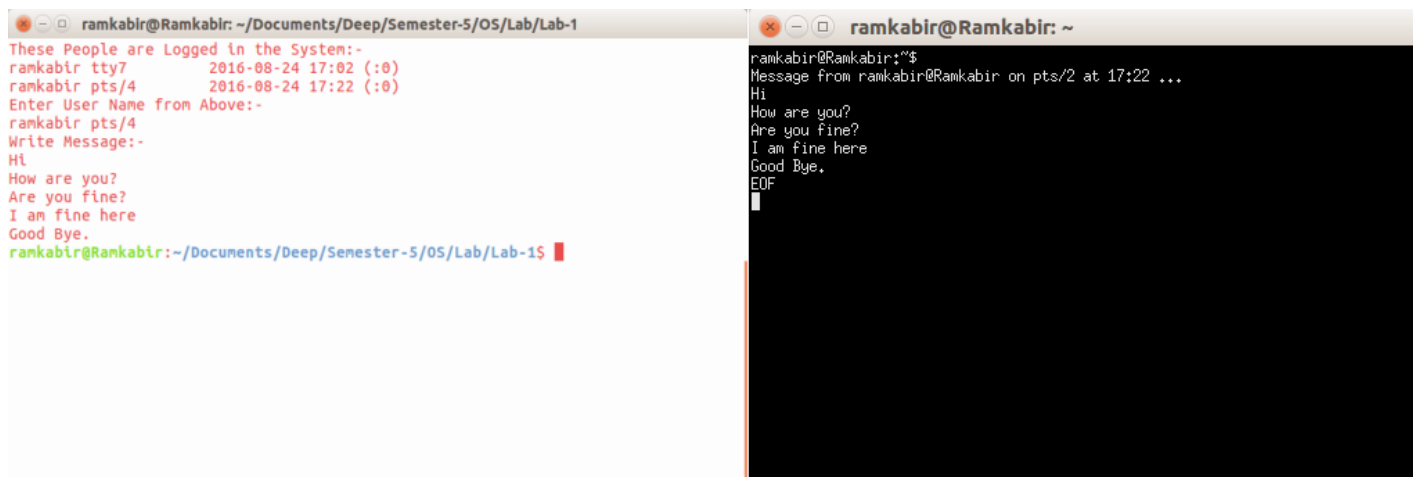 ramkabir@Ramkabir: ~/Documents/Deep/Semester-5/OS/Lab/Lab-1
These People are Logged in the System:-
ramkabir tty7 2016-08-24 17:02 (:0)
ramkabir pts/4 2016-08-24 17:22 (:0)
Enter User Name from Above:-
ramkabir pts/4
Write Message:-
Hi
How are you?
Are you fine?
I am fine here
Good Bye.
ramkabir@Ramkabir:~/Documents/Deep/Semester-5/OS/Lab/Lab-1$
ramkabir@Ramkabir: ~
ramkabir@Ramkabir:~$
Message from ramkabir@Ramkabir on pts/2 at 17:22 ...
Hi
How are you?
Are you fine?
I am fine here
Good Bye.
EOF